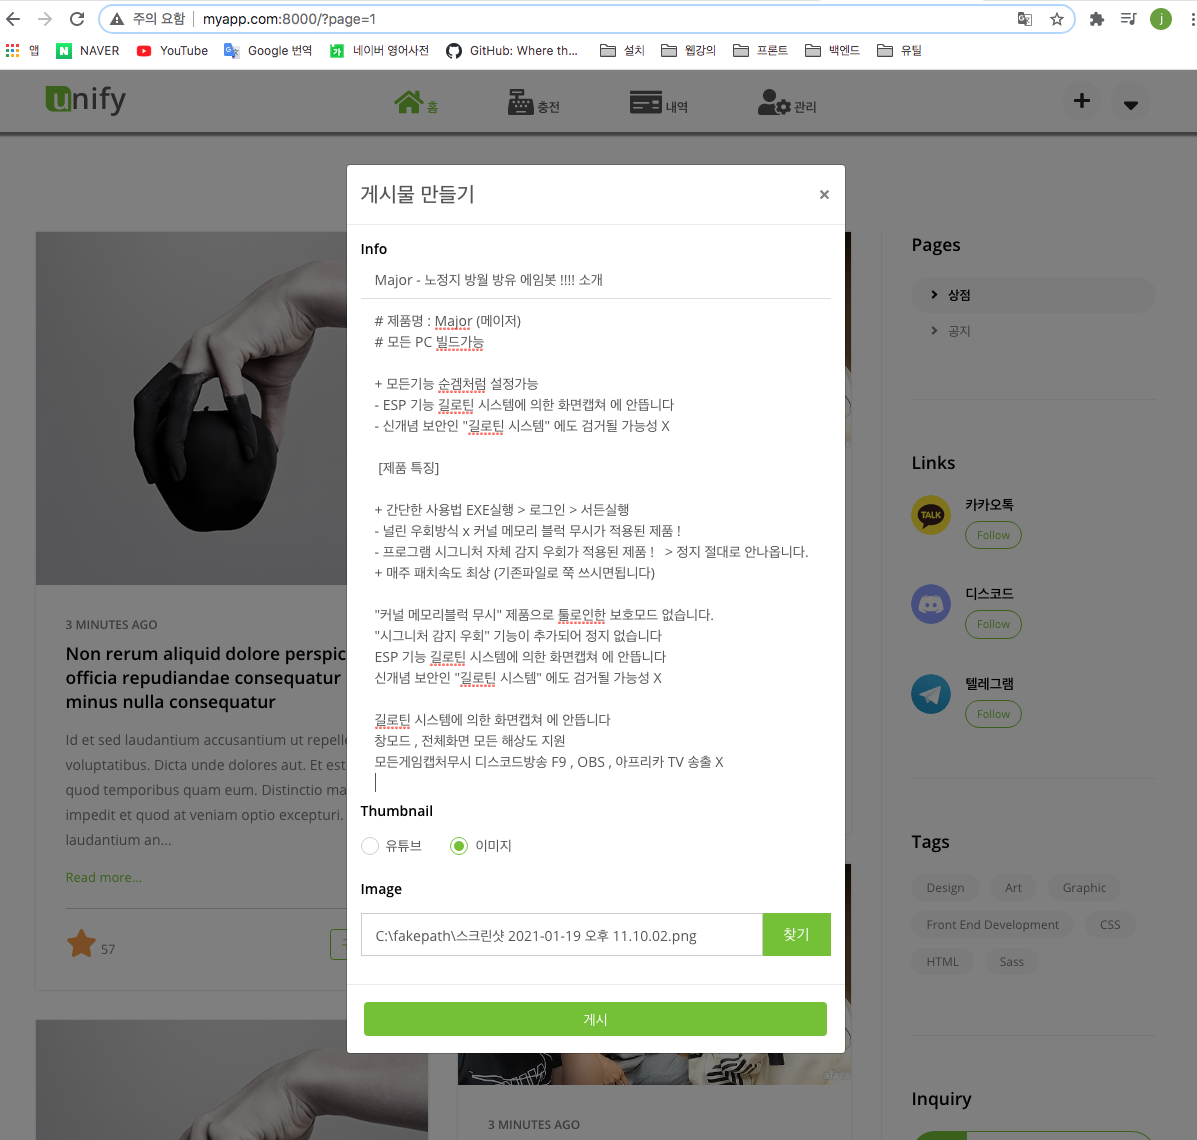 주의 요함 myapp.com:8000/?page=1
j
맵 NAVER YouTube Google 번역 네이버 영어사전 GitHub: Where th... 설치 웹강의 프론트 백엔드 유틸
unify 홈 충전 내역 관리
게시물 만들기
Info
Major - 노정지 방월 방유 에임봇 !!!! 소개
# 제품명 : Major (메이저)
# 모든 PC 빌드가능
+ 모든기능 순겜처럼 설정가능
- ESP 기능 길로틴 시스템에 의한 화면캡쳐 에 안뜹니다
- 신개념 보안인 "길로틴 시스템" 에도 검거될 가능성 X
[제품 특징]
+ 간단한 사용법 EXE실행 > 로그인 > 서든실행
- 널린 우회방식 x 커널 메모리 블럭 무시가 적용된 제품 !
- 프로그램 시그니처 자체 감지 우회가 적용된 제품 ! > 정지 절대로 안나옵니다.
+ 매주 패치속도 최상 (기존파일로 쭉 쓰시면됩니다)
"커널 메모리블럭 무시" 제품으로 툴로인한 보호모드 없습니다.
"시그니처 감지 우회" 기능이 추가되어 정지 없습니다
ESP 기능 길로틴 시스템에 의한 화면캡쳐 에 안뜹니다
신개념 보안인 "길로틴 시스템" 에도 검거될 가능성 X
길로틴 시스템에 의한 화면캡쳐 에 안뜹니다
창모드 , 전체화면 모든 해상도 지원
모든게임캡처무시 디스코드방송 F9 , OBS , 아프리카 TV 송출 X
Thumbnail
유튜브 이미지
Image
C:\fakepath\스크린샷 2021-01-19 오후 11.10.02.png 찾기
게시
3 MINUTES AGO
Non rerum aliquid dolore perspic
officia repudiandae consequatur
minus nulla consequatur
Id et sed laudantium accusantium ut repelle
voluptatibus. Dicta unde dolores aut. Et est
quod temporibus quam eum. Distinctio ma
impedit et quod at veniam optio excepturi.
laudantium an...
Read more...
57
3 MINUTES AGO
Pages
상점
공지
Links
TALK
카카오톡
Follow
디스코드
Follow
텔레그램
Follow
Tags
Design Art Graphic
Front End Development CSS
HTML Sass
Inquiry